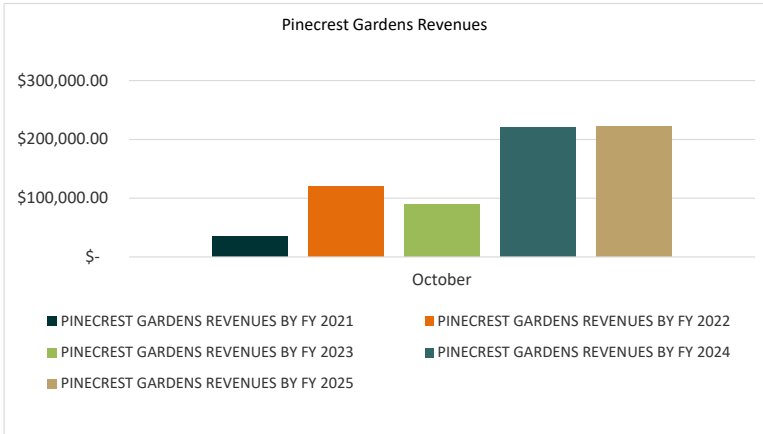 Pinecrest Gardens Revenues
$300,000.00
$200,000.00
$100,000.00
$-
October
PINECREST GARDENS REVENUES BY FY 2021
PINECREST GARDENS REVENUES BY FY 2022
PINECREST GARDENS REVENUES BY FY 2023
PINECREST GARDENS REVENUES BY FY 2024
PINECREST GARDENS REVENUES BY FY 2025